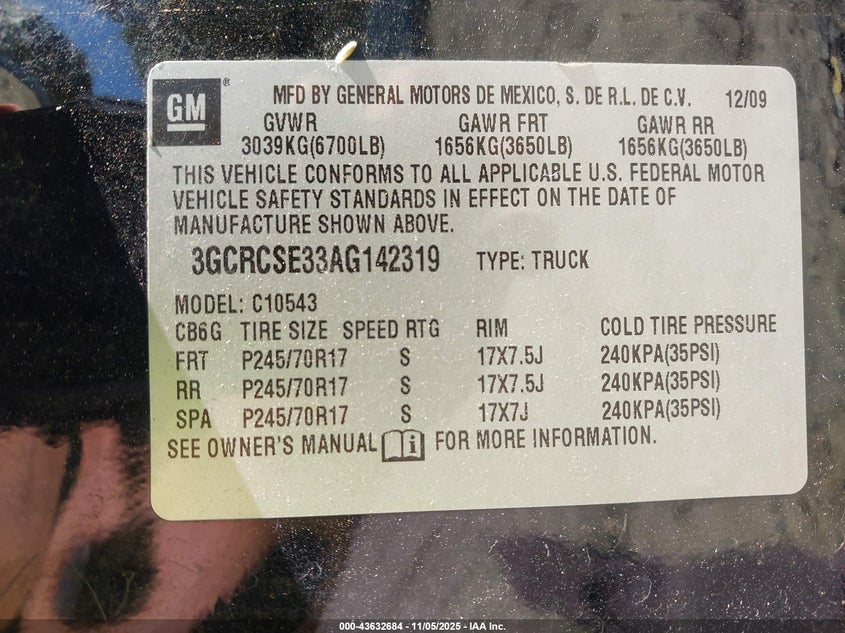 GM ® MFD BY GENERAL MOTORS DE MEXICO, S. DE R.L. DE C.V. 12/09
GVWR GAWR FRT GAWR RR
3039KG(6700LB) 1656KG(3650LB) 1656KG(3650LB)
THIS VEHICLE CONFORMS TO ALL APPLICABLE U.S. FEDERAL MOTOR
VEHICLE SAFETY STANDARDS IN EFFECT ON THE DATE OF
MANUFACTURE SHOWN ABOVE.
3GCRCSE33AG142319 TYPE: TRUCK
MODEL: C10543
CB6G TIRE SIZE SPEED RTG RIM COLD TIRE PRESSURE
FRT P245/70R17 S 17X7.5J 240KPA(35PSI)
RR P245/70R17 S 17X7.5J 240KPA(35PSI)
SPA P245/70R17 S 17X7J 240KPA(35PSI)
SEE OWNER'S MANUAL i FOR MORE INFORMATION.
000-43632684 - 11/05/2025 - IAA Inc.